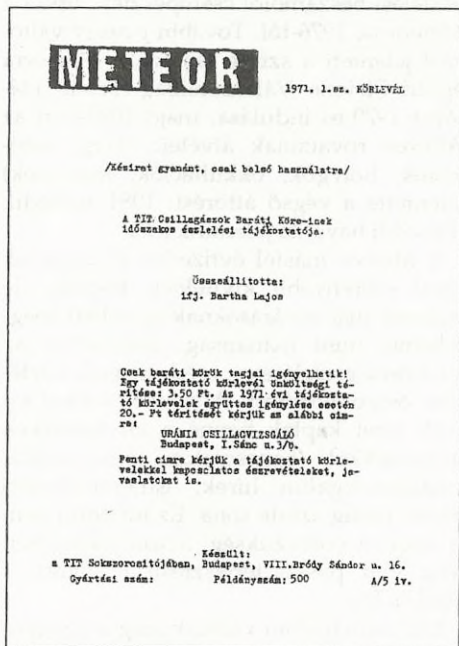 METEOR
1971. 1.sz. KÖRLEVÉL
/Kézirat gyanánt, csak belső használatra/
A TIT Csillagászok Baráti Köre-inek
időszakos észlelési tájékoztatója.
Összeállította:
ifj. Bartha Lajos
Csak baráti körök tagjai igényelhetik!
Egy tájékoztató körlevél önköltségi té-
rítése: 3,50 Ft. Az 1971 évi tájékozta-
tó körlevelek együttes igénylése esetén
20.- Ft térítését kérjük az alábbi cím-
re:
URÁNIA CSILLAGVIZSGÁLÓ
Budapest, I.Sánc u.3/b.
Fenti címre kérjük a tájékoztató körle-
velekkel kapcsolatos észrevételeket, ja-
vaslatokat is.
Készült:
a TIT Sokszorosítójában, Budapest, VIII.Bródy Sándor u. 16.
Gyártási szám: Példányszám: 500 A/5 ív.